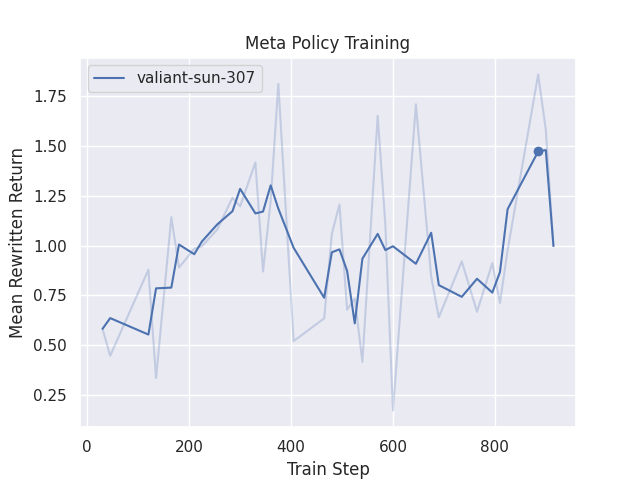 Meta Policy Training
valiant-sun-307
Mean Rewritten Return
1.75
1.50
1.25
1.00
0.75
0.50
0.25
0 200 400 600 800
Train Step